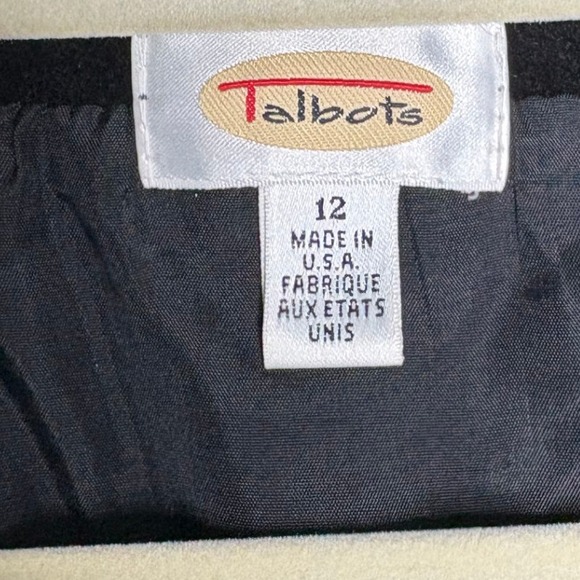 Talbots
12
MADE IN
U.S.A.
FABRIQUE
AUX ETATS
UNIS